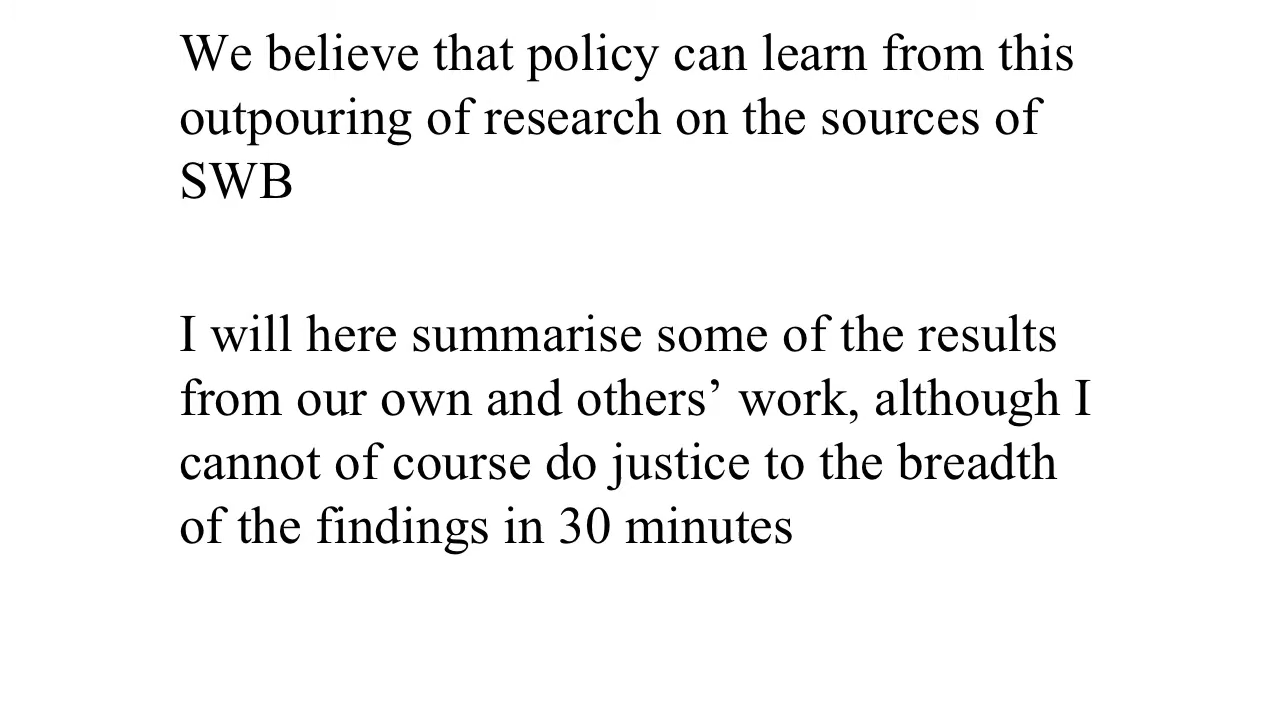 We believe that policy can learn from this
outpouring of research on the sources of
SWB
I will here summarise some of the results
from our own and others’ work, although I
cannot of course do justice to the breadth
of the findings in 30 minutes